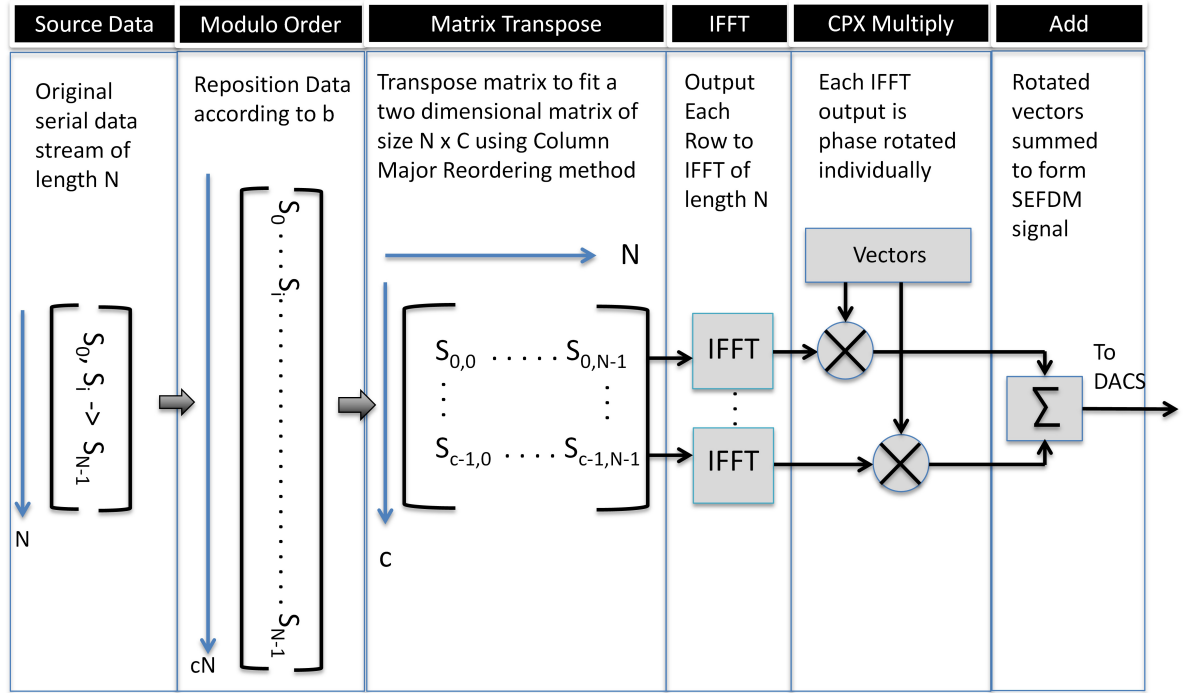 Source Data
Modulo Order
Matrix Transpose
IFFT
CPX Multiply
Add
Original
serial data
stream of
length N
Reposition Data
according to b
Transpose matrix to fit a
two dimensional matrix of
size N x C using Column
Major Reordering method
Output
Each
Row to
IFFT of
length N
Each IFFT
output is
phase rotated
individually
Rotated
vectors
summed
to form
SEFDM
signal
N
S0, Si -> SN-1
cN
S0.....Si..............................SN-1
N
c
S0,0 ..... S0,N-1
Sc-1,0 .... Sc-1,N-1
IFFT
IFFT
Vectors
Σ
To
DACS